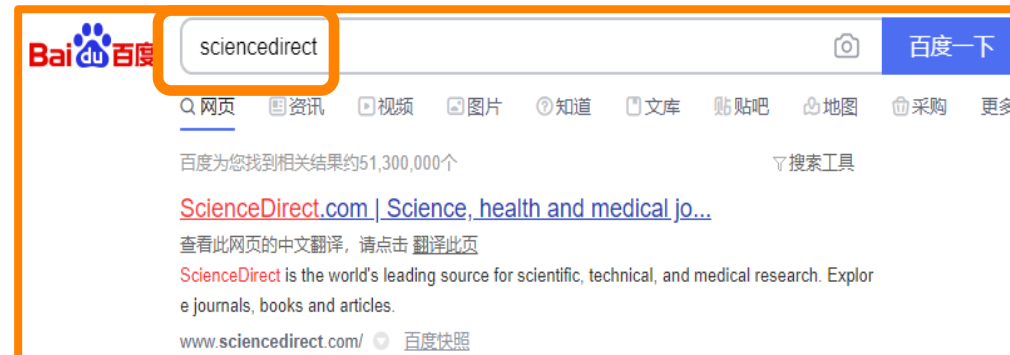 Bai du 百度 sciencedirect 百度一下
网页 资讯 视频 图片 知道 文库 贴吧 地图 采购 更多
百度为您找到相关结果约51,300,000个 搜索工具
ScienceDirect.com | Science, health and medical jo...
查看此网页的中文翻译，请点击 翻译此页
ScienceDirect is the world's leading source for scientific, technical, and medical research. Explor
e journals, books and articles.
www.sciencedirect.com/ 百度快照